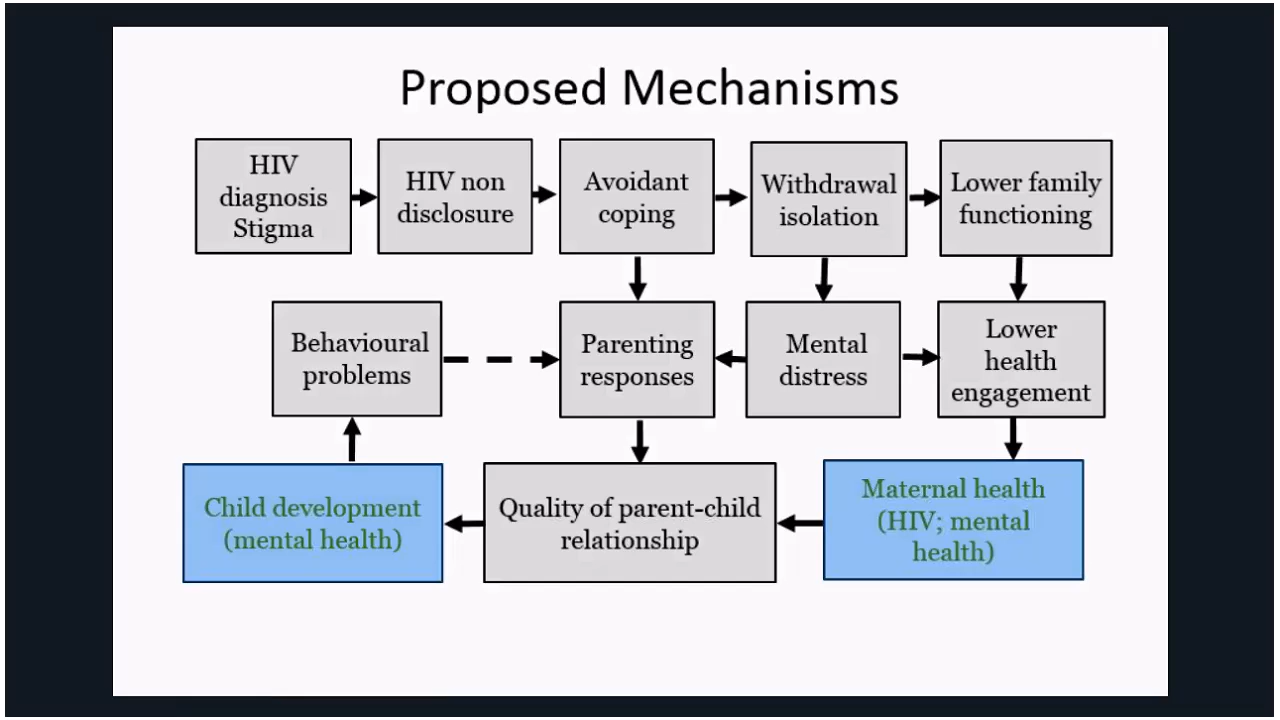 Proposed Mechanisms
HIV
diagnosis
Stigma
HIV non
disclosure
Avoidant
coping
Withdrawal
isolation
Lower family
functioning
Behavioural
problems
Parenting
responses
Mental
distress
Lower
health
engagement
Child development
(mental health)
Quality of parent-child
relationship
Maternal health
(HIV; mental
health)